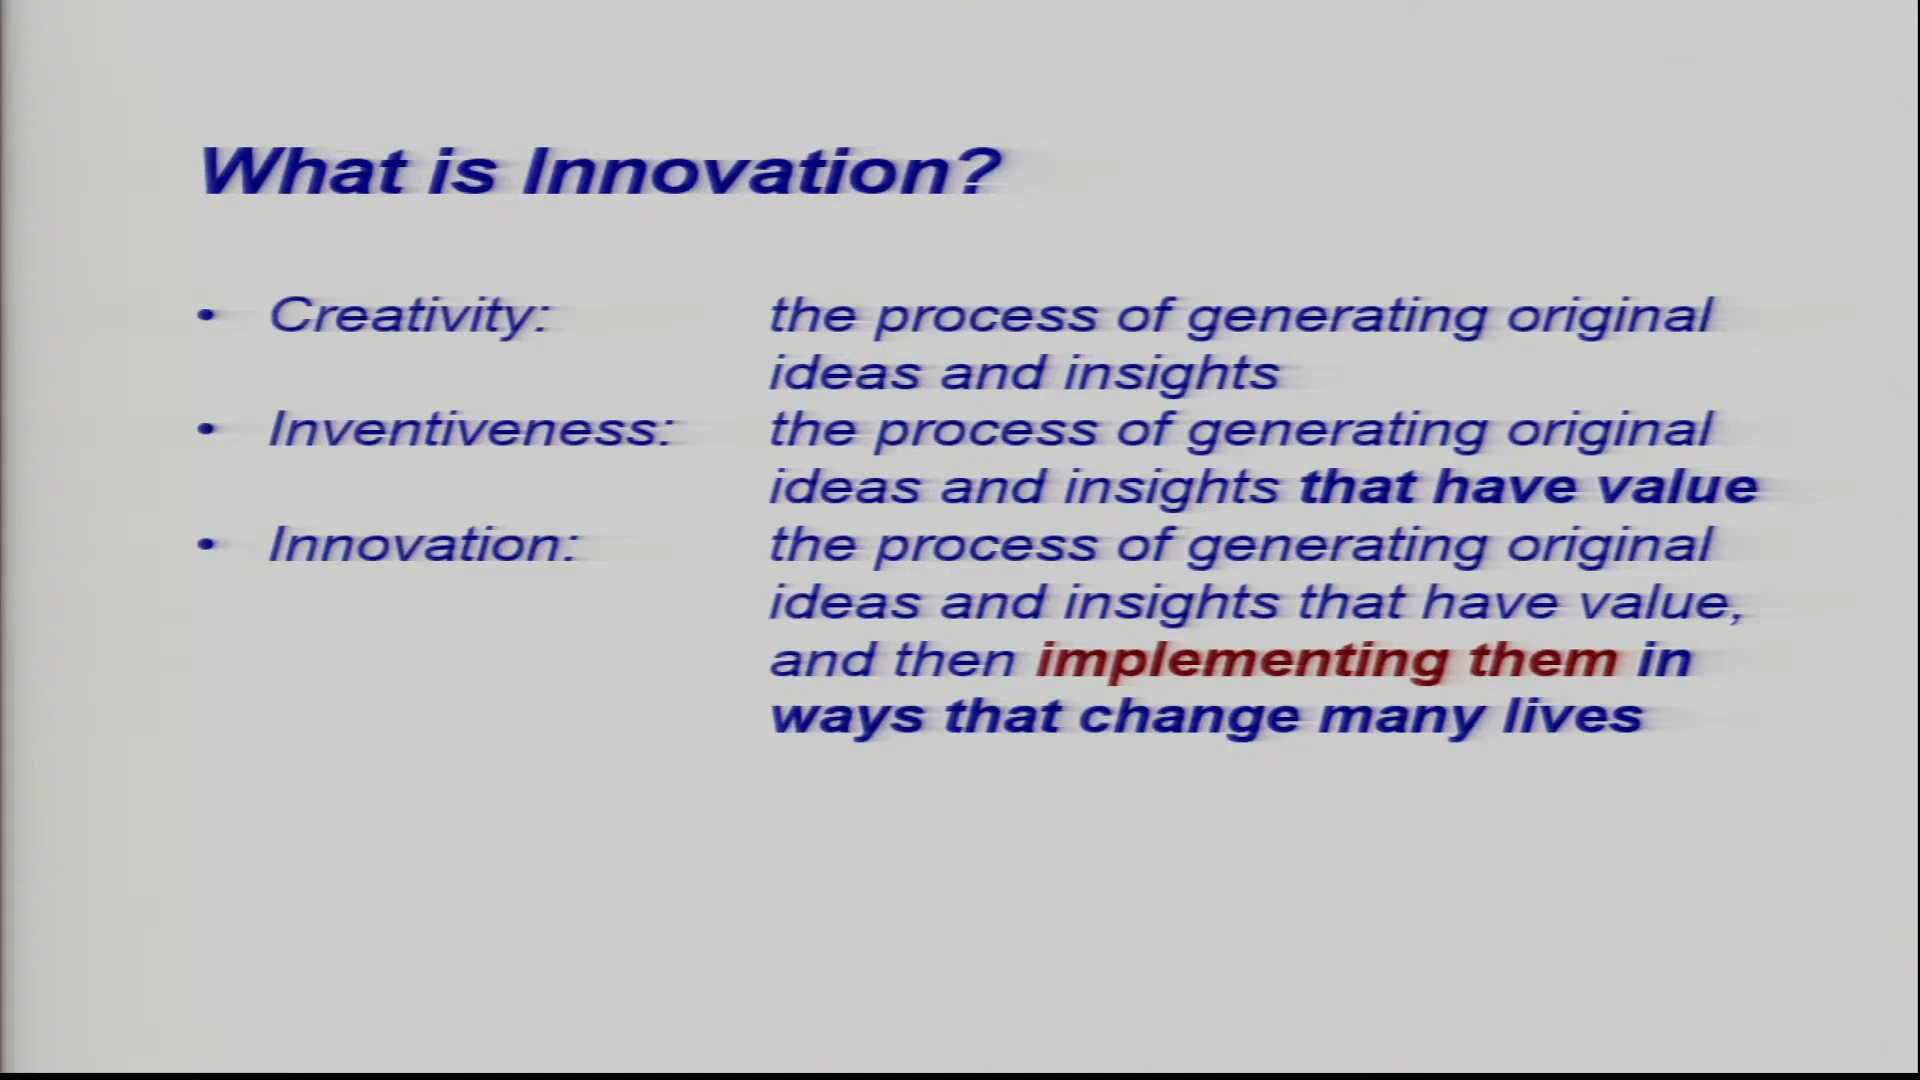 What is Innovation?
• Creativity: the process of generating original
ideas and insights
• Inventiveness: the process of generating original
ideas and insights that have value
• Innovation: the process of generating original
ideas and insights that have value,
and then implementing them in
ways that change many lives